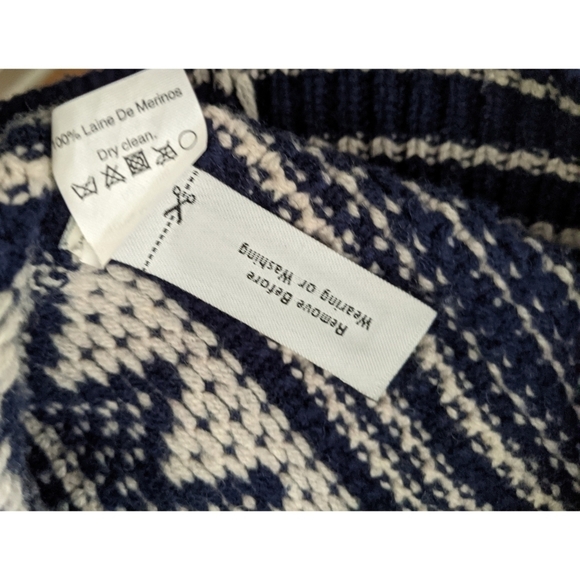 100% Laine De Merinos
Dry clean.
Remove Before
Wearing or Washing